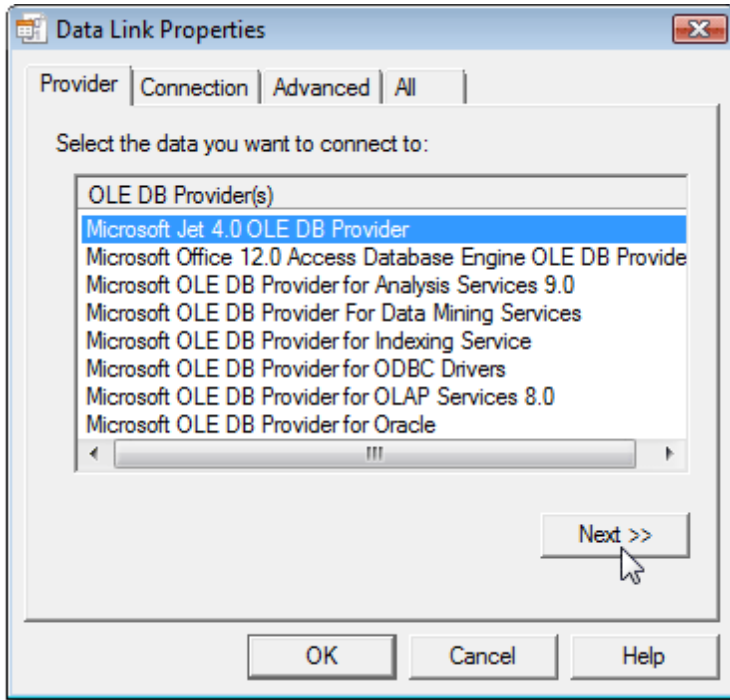 Data Link Properties
Provider Connection Advanced All
Select the data you want to connect to:
OLE DB Provider(s)
Microsoft Jet 4.0 OLE DB Provider
Microsoft Office 12.0 Access Database Engine OLE DB Provide
Microsoft OLE DB Provider for Analysis Services 9.0
Microsoft OLE DB Provider For Data Mining Services
Microsoft OLE DB Provider for Indexing Service
Microsoft OLE DB Provider for ODBC Drivers
Microsoft OLE DB Provider for OLAP Services 8.0
Microsoft OLE DB Provider for Oracle
Next >>
OK Cancel Help